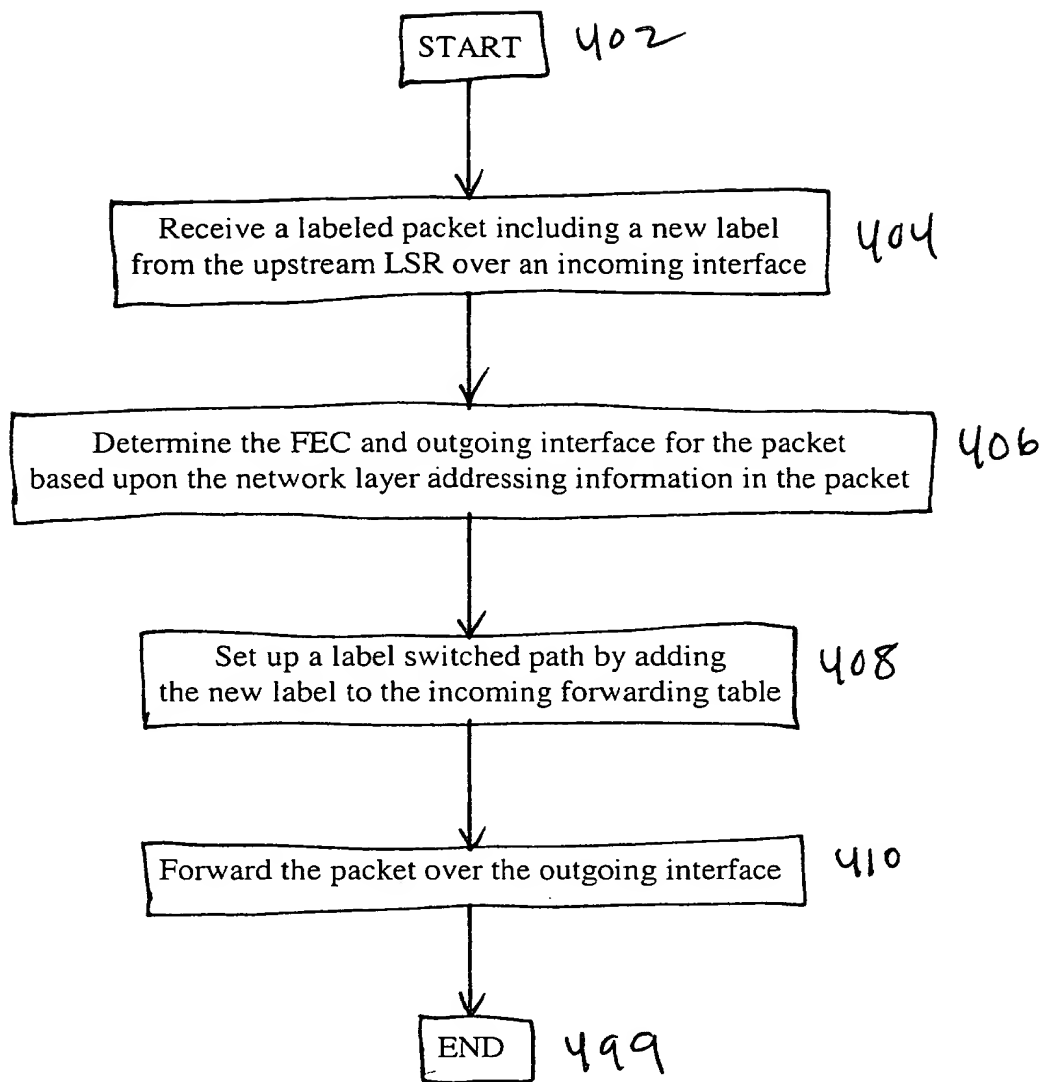 START 402
Receive a labeled packet including a new label
from the upstream LSR over an incoming interface 404
Determine the FEC and outgoing interface for the packet
based upon the network layer addressing information in the packet 406
Set up a label switched path by adding
the new label to the incoming forwarding table 408
Forward the packet over the outgoing interface 410
END 499